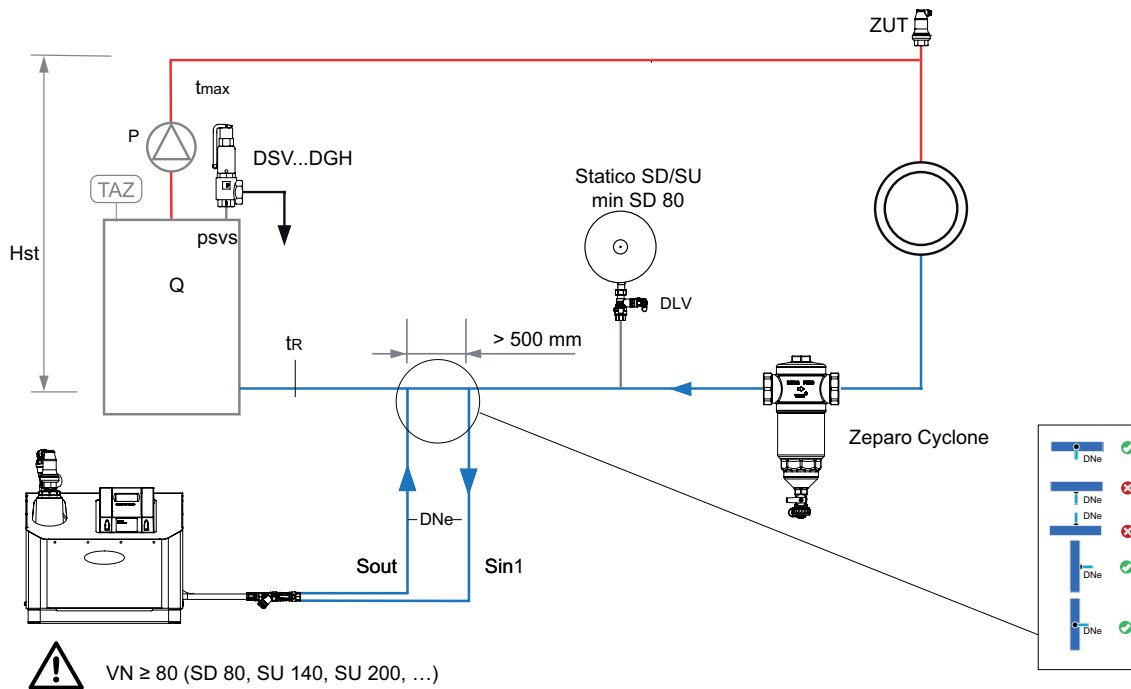 ZUT
tmax
P
DSV...DGH
TAZ
Statico SD/SU
min SD 80
psvs
Hst
Q
DLV
> 500 mm
tR
Zeparo Cyclone
DNe
DNe
DNe
DNe
DNe
DNe
Sout
Sin1
VN ≥ 80 (SD 80, SU 140, SU 200, …)